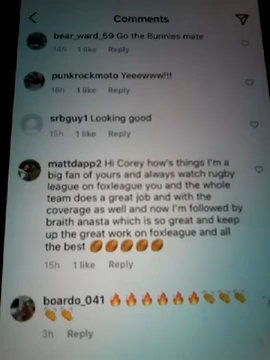 Comments
bear_ward_59 Go the Bunnies mate
16h 1 like Reply
punkrockmoto Yeeewww!!!
16h 1 like Reply
srbguy1 Looking good
15h 1 like Reply
mattdapp2 Hi Corey how's things I'm a
big fan of yours and always watch rugby
league on foxleague you and the whole
team does a great job and with the
coverage as well and now I'm followed by
braith anasta which is so great and keep
up the great work on foxleague and all
the best 🏉🏉🏉🏉🏉
15h 1 like Reply
boardo_041 🔥🔥🔥🔥🔥🔥👏👏👏
👏👏
3h Reply